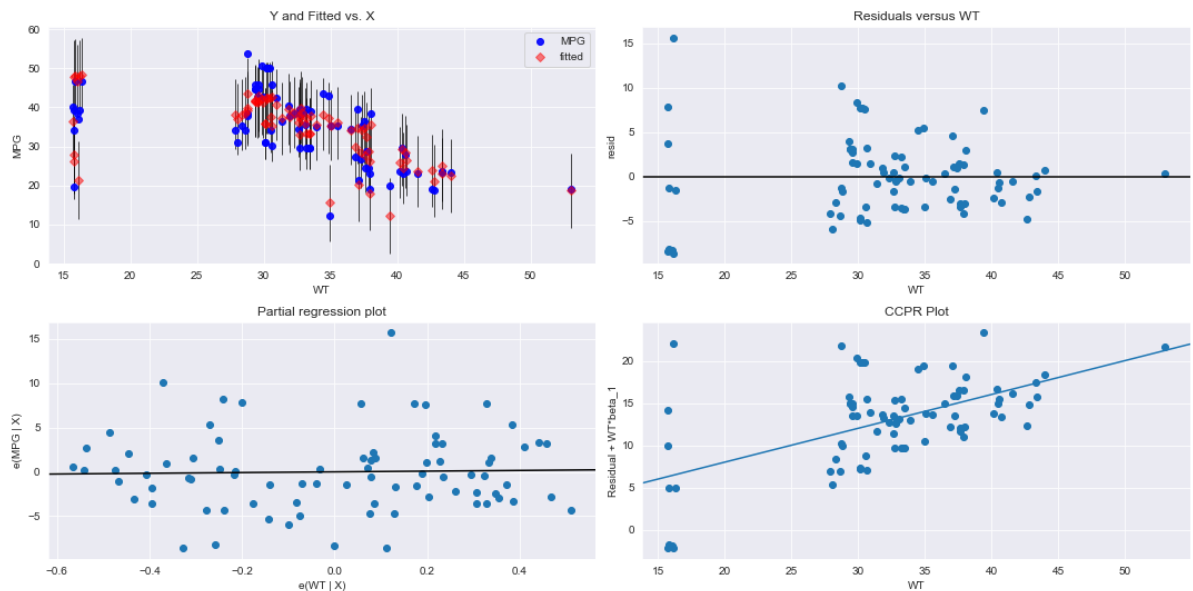 Y and Fitted vs. X
MPG
fitted
60
50
40
30
20
10
0
MPG
15 20 25 30 35 40 45 50
WT
Residuals versus WT
15
10
5
0
−5
resid
15 20 25 30 35 40 45 50
WT
Partial regression plot
15
10
5
0
−5
e(MPG | X)
−0.6 −0.4 −0.2 0.0 0.2 0.4
e(WT | X)
CCPR Plot
20
15
10
5
0
Residual + WT*beta_1
15 20 25 30 35 40 45 50
WT